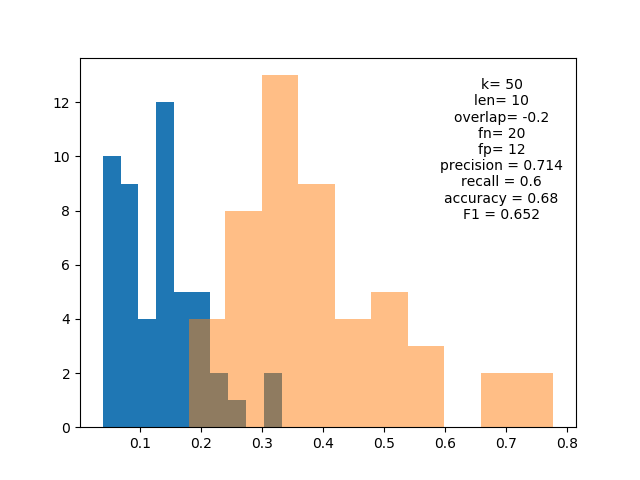 k= 50
len= 10
overlap= -0.2
fn= 20
fp= 12
precision = 0.714
recall = 0.6
accuracy = 0.68
F1 = 0.652
12
10
8
6
4
2
0
0.1 0.2 0.3 0.4 0.5 0.6 0.7 0.8